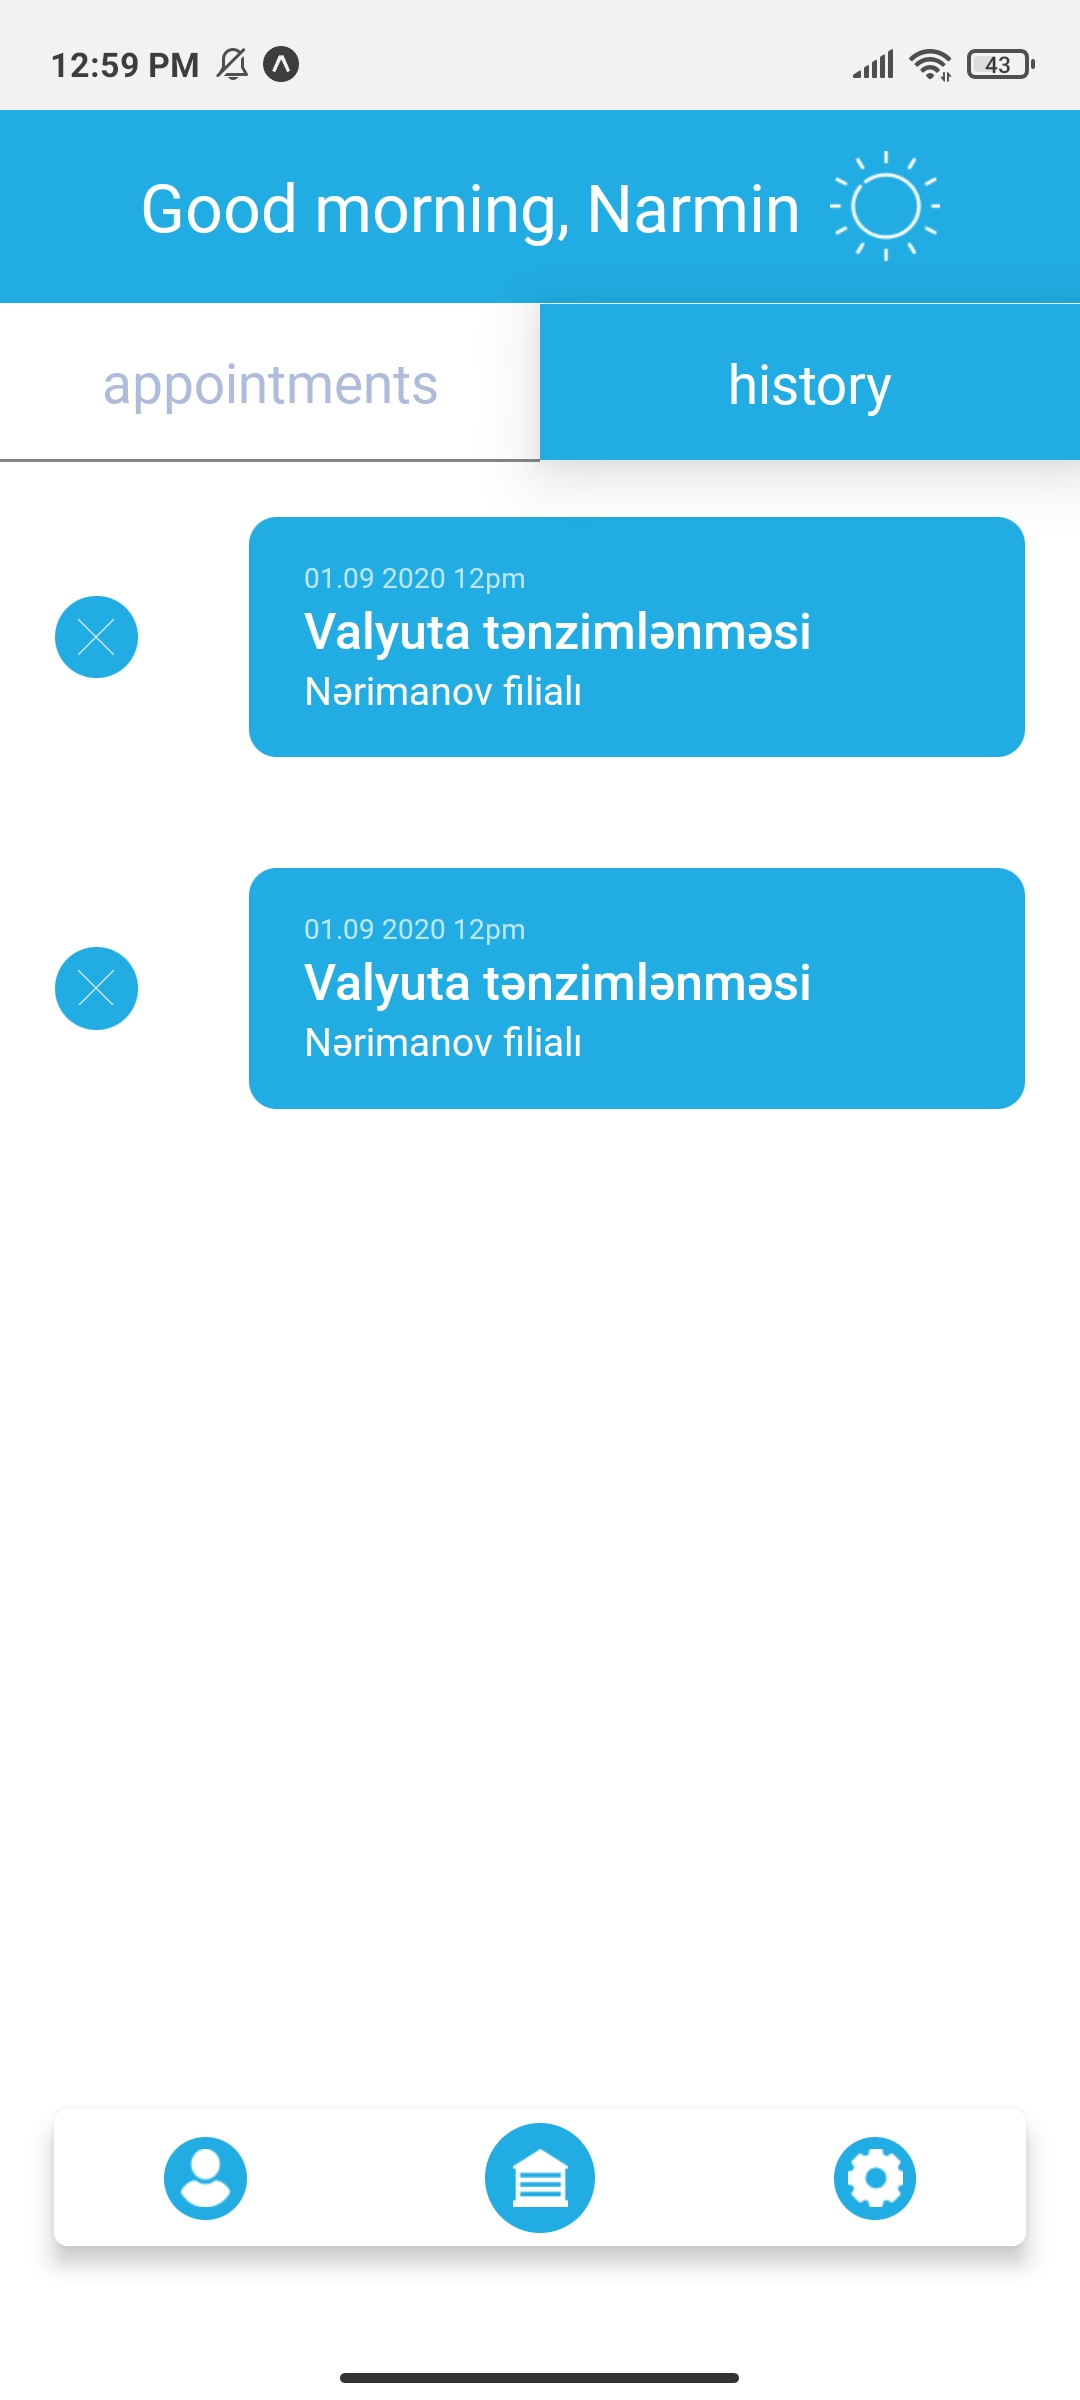 12:59 PM
43
Good morning, Narmin
appointments
history
01.09 2020 12pm
Valyuta tənzimlənməsi
Nərimanov filialı
01.09 2020 12pm
Valyuta tənzimlənməsi
Nərimanov filialı